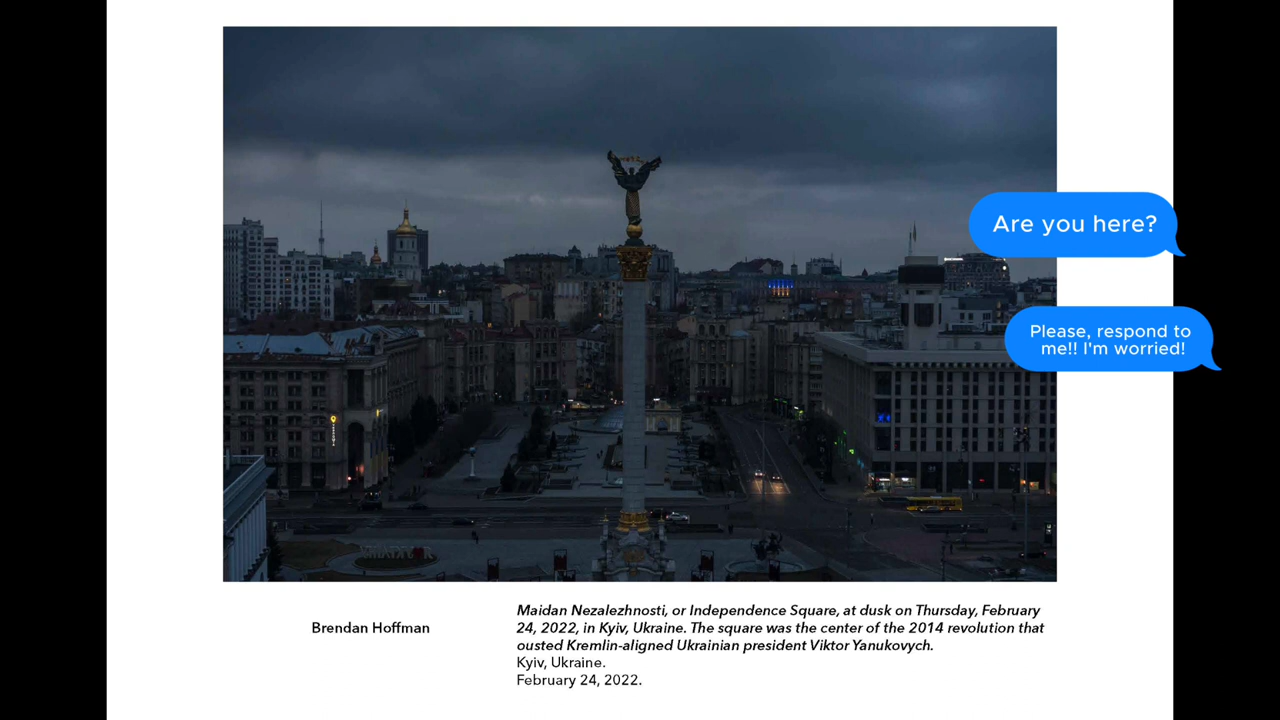 Are you here?
Please, respond to
me!! I'm worried!
Brendan Hoffman
Maidan Nezalezhnosti, or Independence Square, at dusk on Thursday, February
24, 2022, in Kyiv, Ukraine. The square was the center of the 2014 revolution that
ousted Kremlin-aligned Ukrainian president Viktor Yanukovych.
Kyiv, Ukraine.
February 24, 2022.